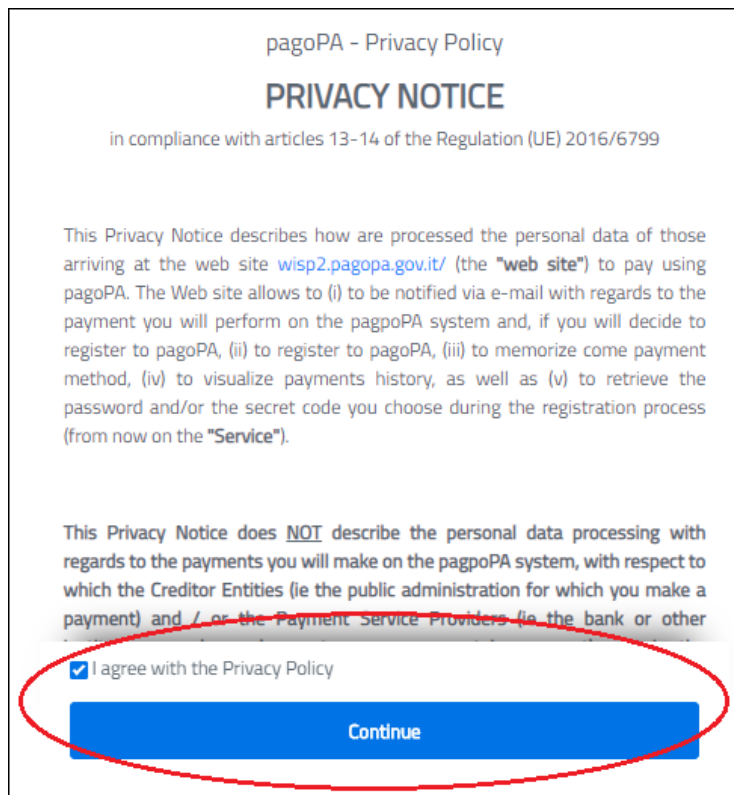 pagoPA - Privacy Policy
PRIVACY NOTICE
in compliance with articles 13-14 of the Regulation (UE) 2016/6799
This Privacy Notice describes how are processed the personal data of those
arriving at the web site wisp2.pagopa.gov.it/ (the "web site") to pay using
pagoPA. The Web site allows to (i) to be notified via e-mail with regards to the
payment you will perform on the pagpoPA system and, if you will decide to
register to pagoPA, (ii) to register to pagoPA, (iii) to memorize come payment
method, (iv) to visualize payments history, as well as (v) to retrieve the
password and/or the secret code you choose during the registration process
(from now on the "Service").
This Privacy Notice does NOT describe the personal data processing with
regards to the payments you will make on the pagpoPA system, with respect to
which the Creditor Entities (ie the public administration for which you make a
payment) and / or the Payment Service Providers (ie the bank or other
I agree with the Privacy Policy
Continue